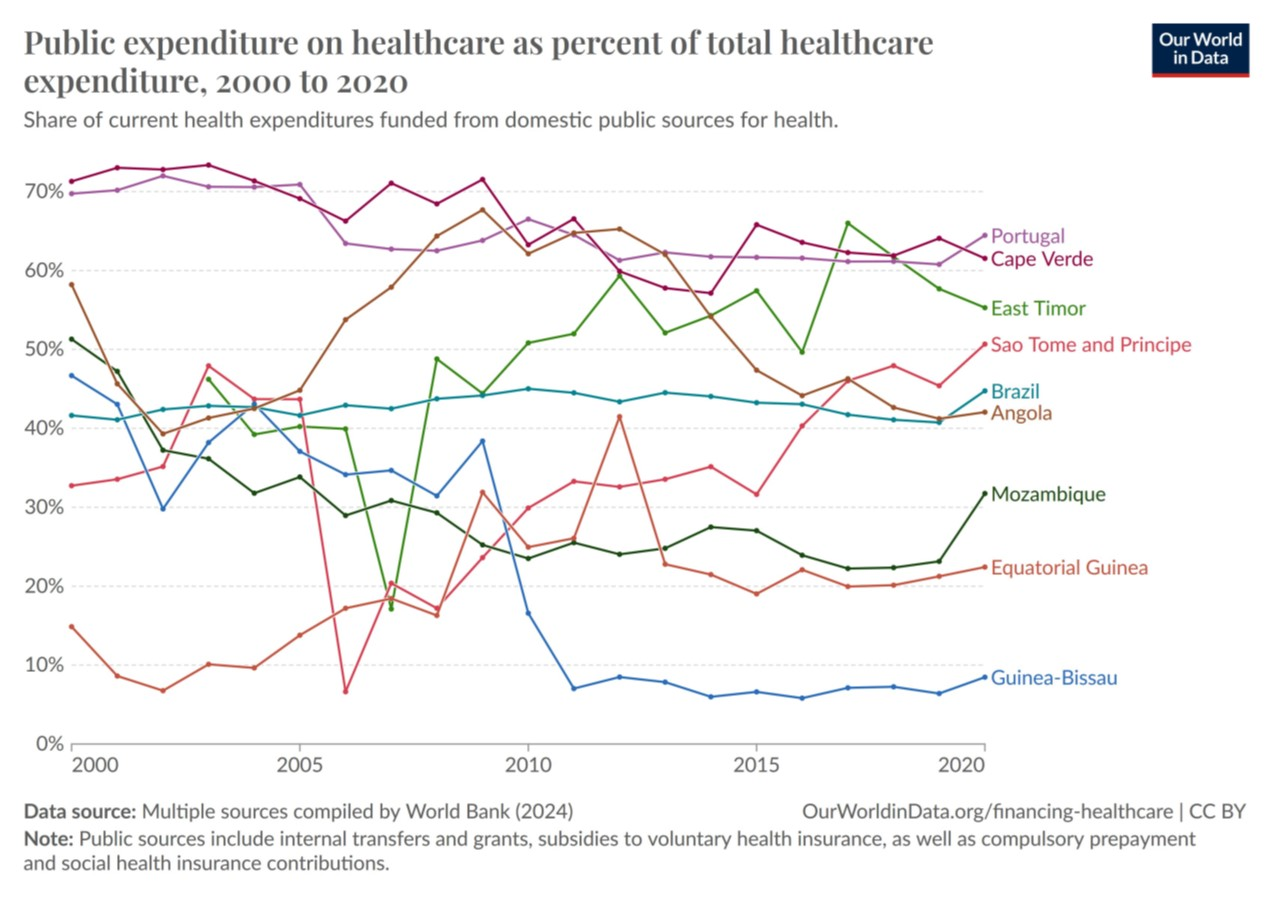 Public expenditure on healthcare as percent of total healthcare
expenditure, 2000 to 2020
Our World
in Data
Share of current health expenditures funded from domestic public sources for health.
70%
60%
50%
40%
30%
20%
10%
0%
Portugal
Cape Verde
East Timor
Sao Tome and Principe
Brazil
Angola
Mozambique
Equatorial Guinea
Guinea-Bissau
2000
2005
2010
2015
2020
Data source: Multiple sources compiled by World Bank (2024)
OurWorldinData.org/financing-healthcare | CC BY
Note: Public sources include internal transfers and grants, subsidies to voluntary health insurance, as well as compulsory prepayment
and social health insurance contributions.